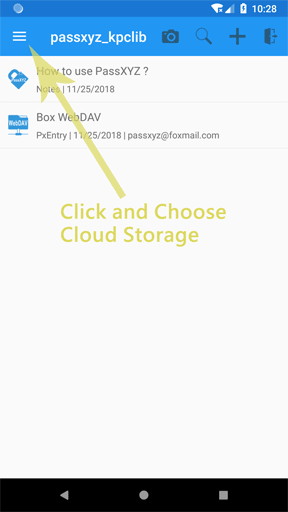 10:28
passxyz_kpclib
How to use PassXYZ ?
Notes | 11/25/2018
WebDAV
Box WebDAV
PxEntry | 11/25/2018 | passxyz@foxmail.com
Click and Choose
Cloud Storage